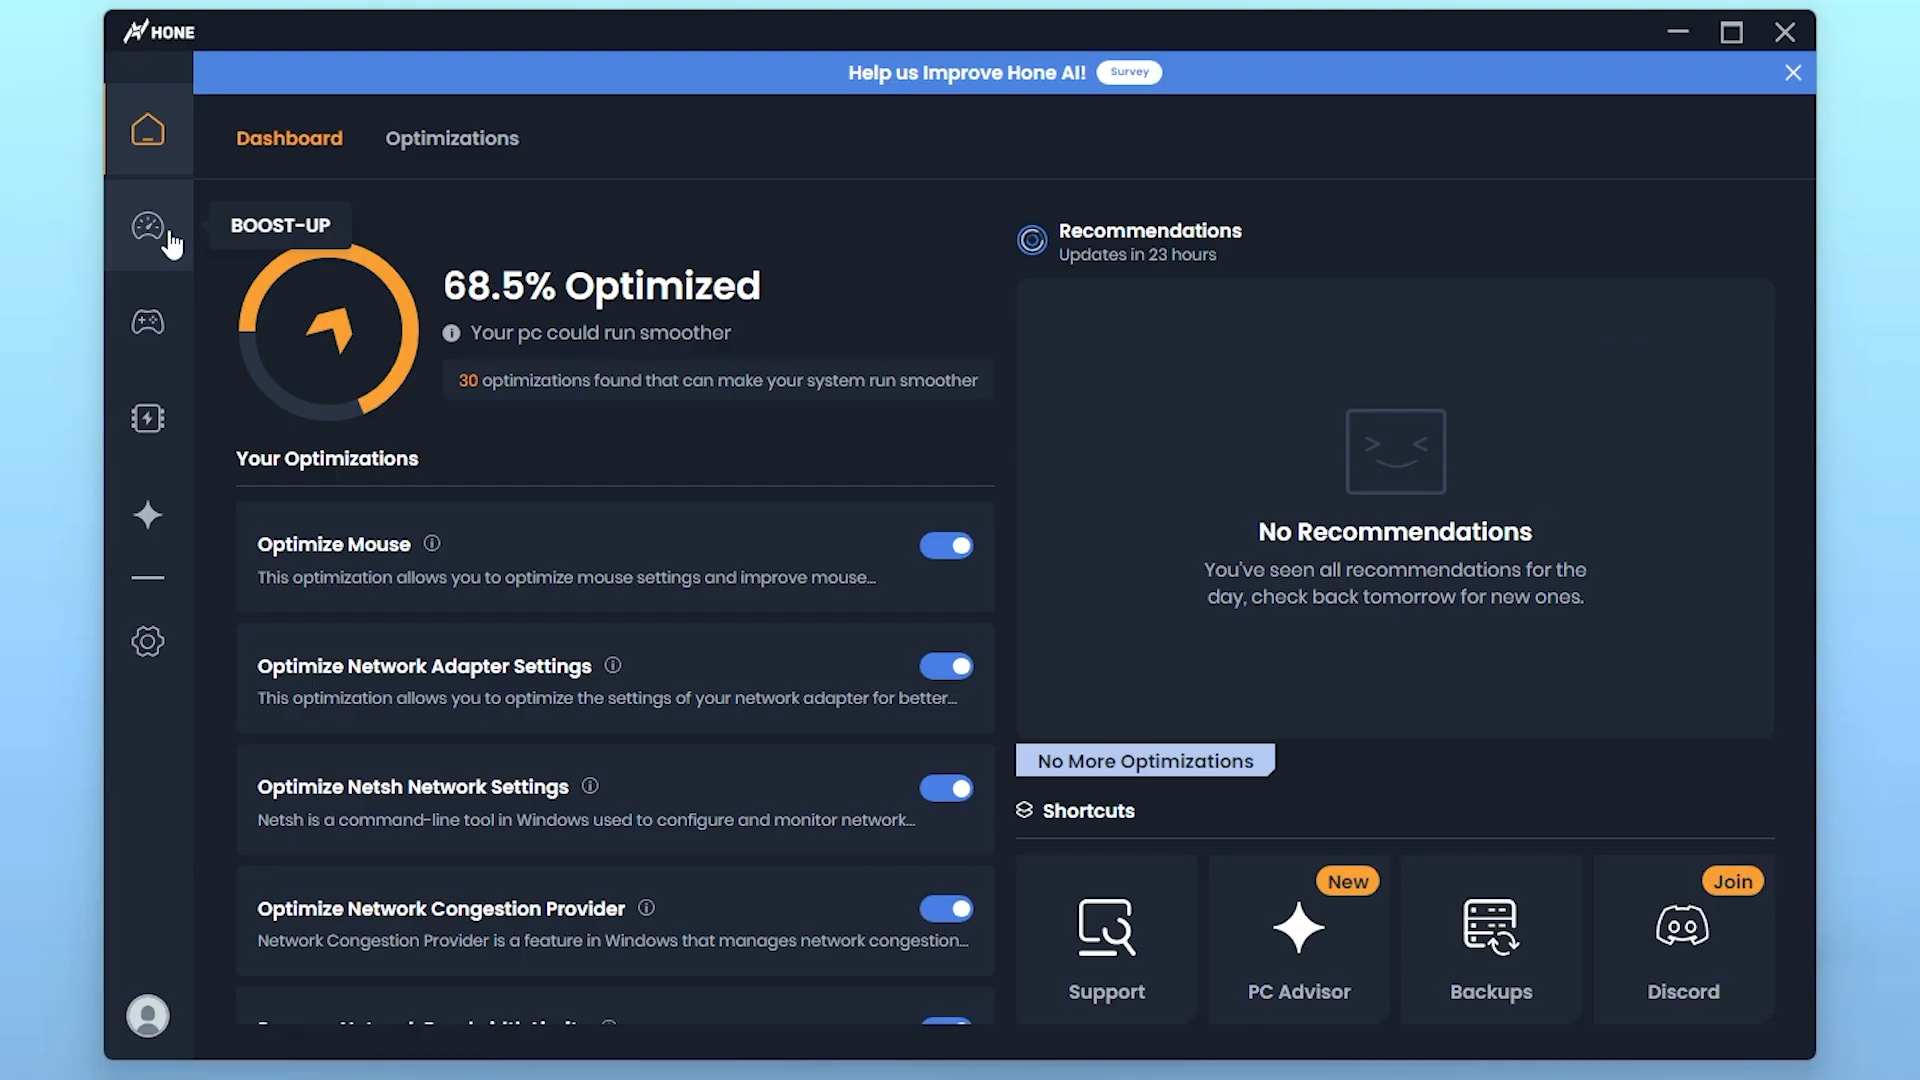 HONE
Help us Improve Hone AI!
Survey
Dashboard
Optimizations
BOOST-UP
68.5% Optimized
Your pc could run smoother
30 optimizations found that can make your system run smoother
Your Optimizations
Optimize Mouse
This optimization allows you to optimize mouse settings and improve mouse...
Optimize Network Adapter Settings
This optimization allows you to optimize the settings of your network adapter for better...
Optimize Netsh Network Settings
Netsh is a command-line tool in Windows used to configure and monitor network...
Optimize Network Congestion Provider
Network Congestion Provider is a feature in Windows that manages network congestion...
Recommendations
Updates in 23 hours
No Recommendations
You've seen all recommendations for the
day, check back tomorrow for new ones.
No More Optimizations
Shortcuts
Support
New
PC Advisor
Backups
Join
Discord